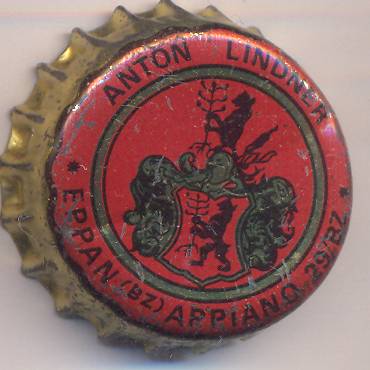 ANTON LINDNER
* EPPAN (BZ) APPIANO 29/BZ *